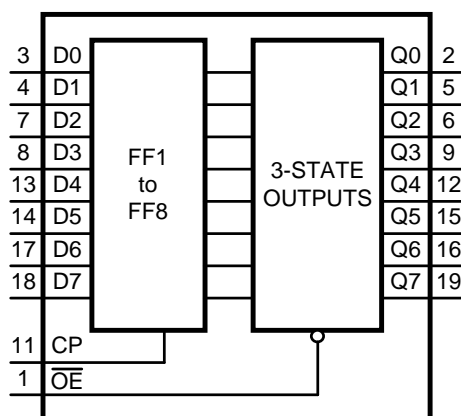 3 D0 Q0 2
4 D1 Q1 5
7 D2 Q2 6
8 D3 Q3 9
13 D4 Q4 12
14 D5 Q5 15
17 D6 Q6 16
18 D7 Q7 19
FF1
to
FF8
3-STATE
OUTPUTS
11 CP
1 O̅E̅